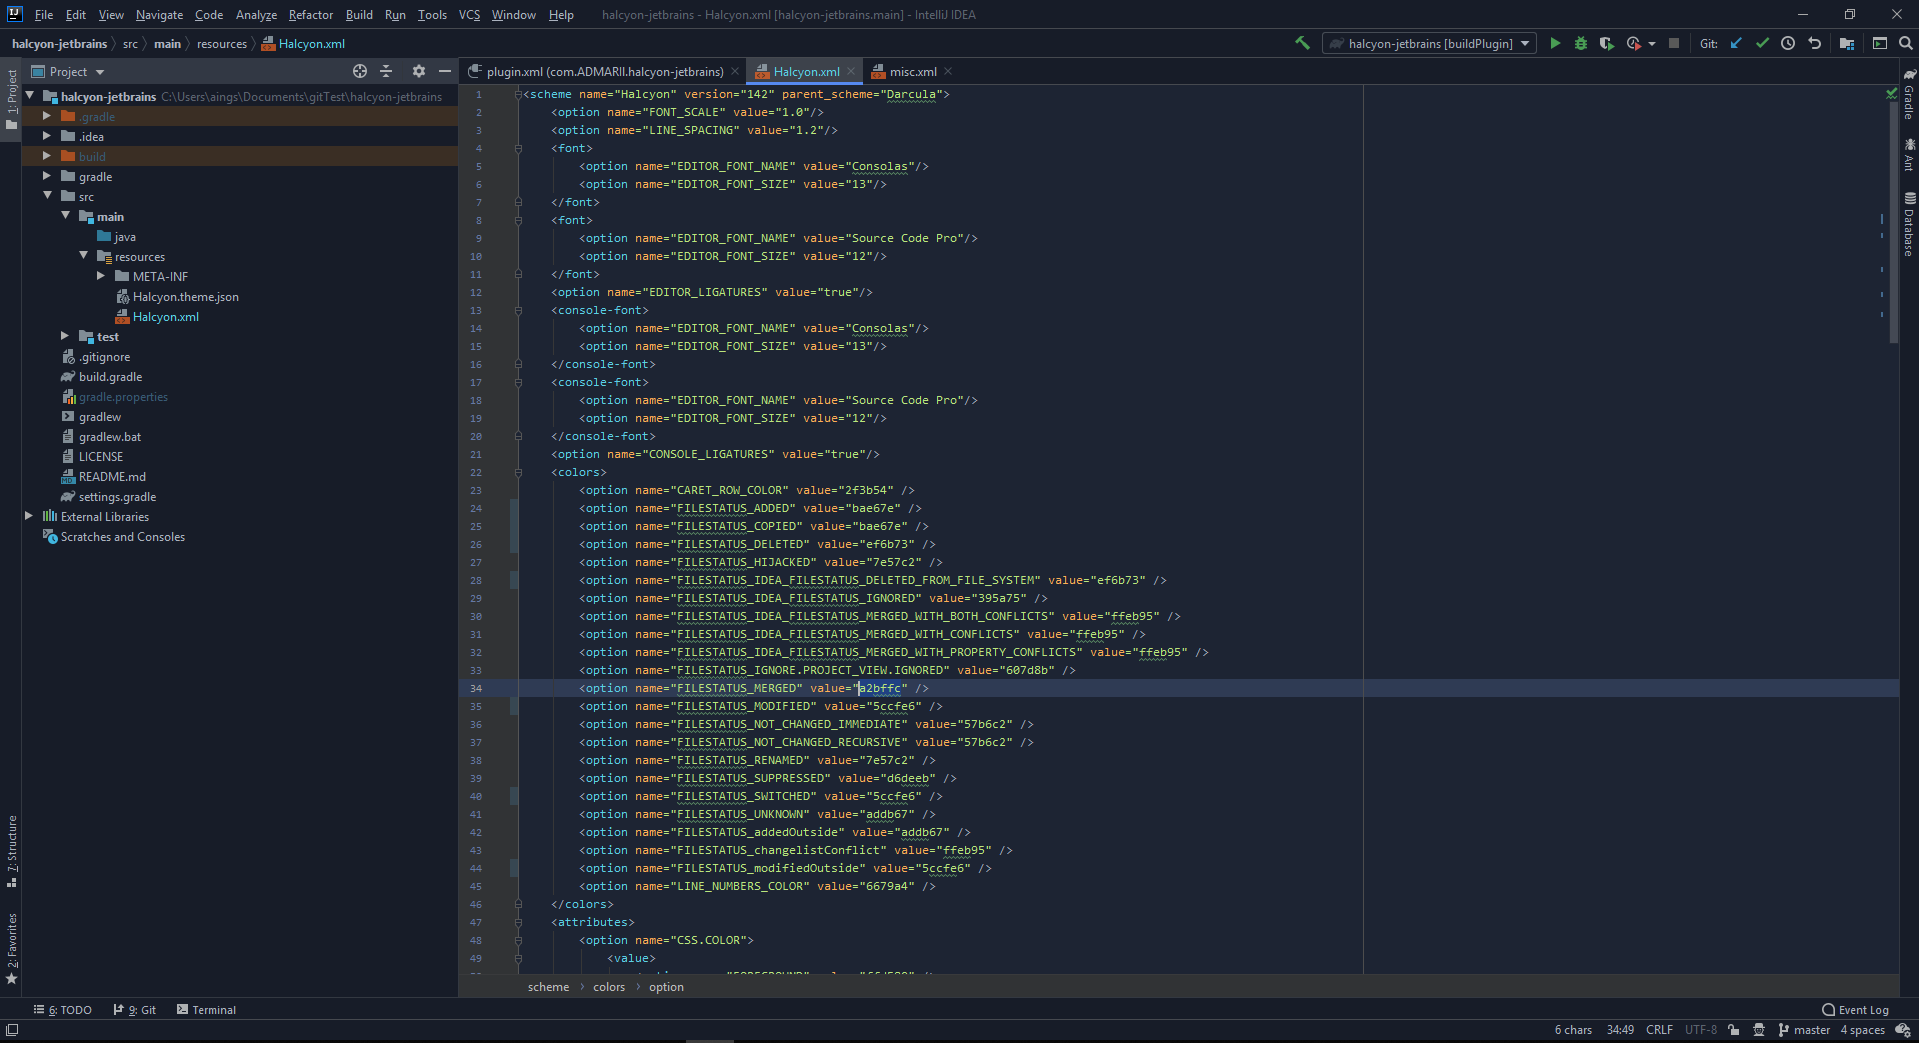 File Edit View Navigate Code Analyze Refactor Build Run Tools VCS Window Help halcyon-jetbrains - Halcyon.xml [halcyon-jetbrains.main] - IntelliJ IDEA
halcyon-jetbrains src main resources Halcyon.xml halcyon-jetbrains [buildPlugin] Git:
Project
plugin.xml (com.ADMARII.halcyon-jetbrains) Halcyon.xml misc.xml
1: Project
halcyon-jetbrains C:\Users\aings\Documents\gitTest\halcyon-jetbrains
.gradle
.idea
build
gradle
src
main
java
resources
META-INF
Halcyon.theme.json
Halcyon.xml
test
.gitignore
build.gradle
gradle.properties
gradlew
gradlew.bat
LICENSE
README.md
settings.gradle
External Libraries
Scratches and Consoles
7: Structure
2: Favorites
1 <scheme name="Halcyon" version="142" parent_scheme="Darcula">
2 <option name="FONT_SCALE" value="1.0"/>
3 <option name="LINE_SPACING" value="1.2"/>
4 <font>
5 <option name="EDITOR_FONT_NAME" value="Consolas"/>
6 <option name="EDITOR_FONT_SIZE" value="13"/>
7 </font>
8 <font>
9 <option name="EDITOR_FONT_NAME" value="Source Code Pro"/>
10 <option name="EDITOR_FONT_SIZE" value="12"/>
11 </font>
12 <option name="EDITOR_LIGATURES" value="true"/>
13 <console-font>
14 <option name="EDITOR_FONT_NAME" value="Consolas"/>
15 <option name="EDITOR_FONT_SIZE" value="13"/>
16 </console-font>
17 <console-font>
18 <option name="EDITOR_FONT_NAME" value="Source Code Pro"/>
19 <option name="EDITOR_FONT_SIZE" value="12"/>
20 </console-font>
21 <option name="CONSOLE_LIGATURES" value="true"/>
22 <colors>
23 <option name="CARET_ROW_COLOR" value="2f3b54" />
24 <option name="FILESTATUS_ADDED" value="bae67e" />
25 <option name="FILESTATUS_COPIED" value="bae67e" />
26 <option name="FILESTATUS_DELETED" value="ef6b73" />
27 <option name="FILESTATUS_HIJACKED" value="7e57c2" />
28 <option name="FILESTATUS_IDEA_FILESTATUS_DELETED_FROM_FILE_SYSTEM" value="ef6b73" />
29 <option name="FILESTATUS_IDEA_FILESTATUS_IGNORED" value="395a75" />
30 <option name="FILESTATUS_IDEA_FILESTATUS_MERGED_WITH_BOTH_CONFLICTS" value="ffeb95" />
31 <option name="FILESTATUS_IDEA_FILESTATUS_MERGED_WITH_CONFLICTS" value="ffeb95" />
32 <option name="FILESTATUS_IDEA_FILESTATUS_MERGED_WITH_PROPERTY_CONFLICTS" value="ffeb95" />
33 <option name="FILESTATUS_IGNORE.PROJECT_VIEW.IGNORED" value="607d8b" />
34 <option name="FILESTATUS_MERGED" value="a2bffc" />
35 <option name="FILESTATUS_MODIFIED" value="5ccfe6" />
36 <option name="FILESTATUS_NOT_CHANGED_IMMEDIATE" value="57b6c2" />
37 <option name="FILESTATUS_NOT_CHANGED_RECURSIVE" value="57b6c2" />
38 <option name="FILESTATUS_RENAMED" value="7e57c2" />
39 <option name="FILESTATUS_SUPPRESSED" value="d6deeb" />
40 <option name="FILESTATUS_SWITCHED" value="5ccfe6" />
41 <option name="FILESTATUS_UNKNOWN" value="addb67" />
42 <option name="FILESTATUS_addedOutside" value="addb67" />
43 <option name="FILESTATUS_changelistConflict" value="ffeb95" />
44 <option name="FILESTATUS_modifiedOutside" value="5ccfe6" />
45 <option name="LINE_NUMBERS_COLOR" value="6679a4" />
46 </colors>
47 <attributes>
48 <option name="CSS.COLOR">
49 <value>
scheme colors option
Gradle
Ant
Database
6: TODO 9: Git Terminal Event Log
6 chars 34:49 CRLF UTF-8 master 4 spaces